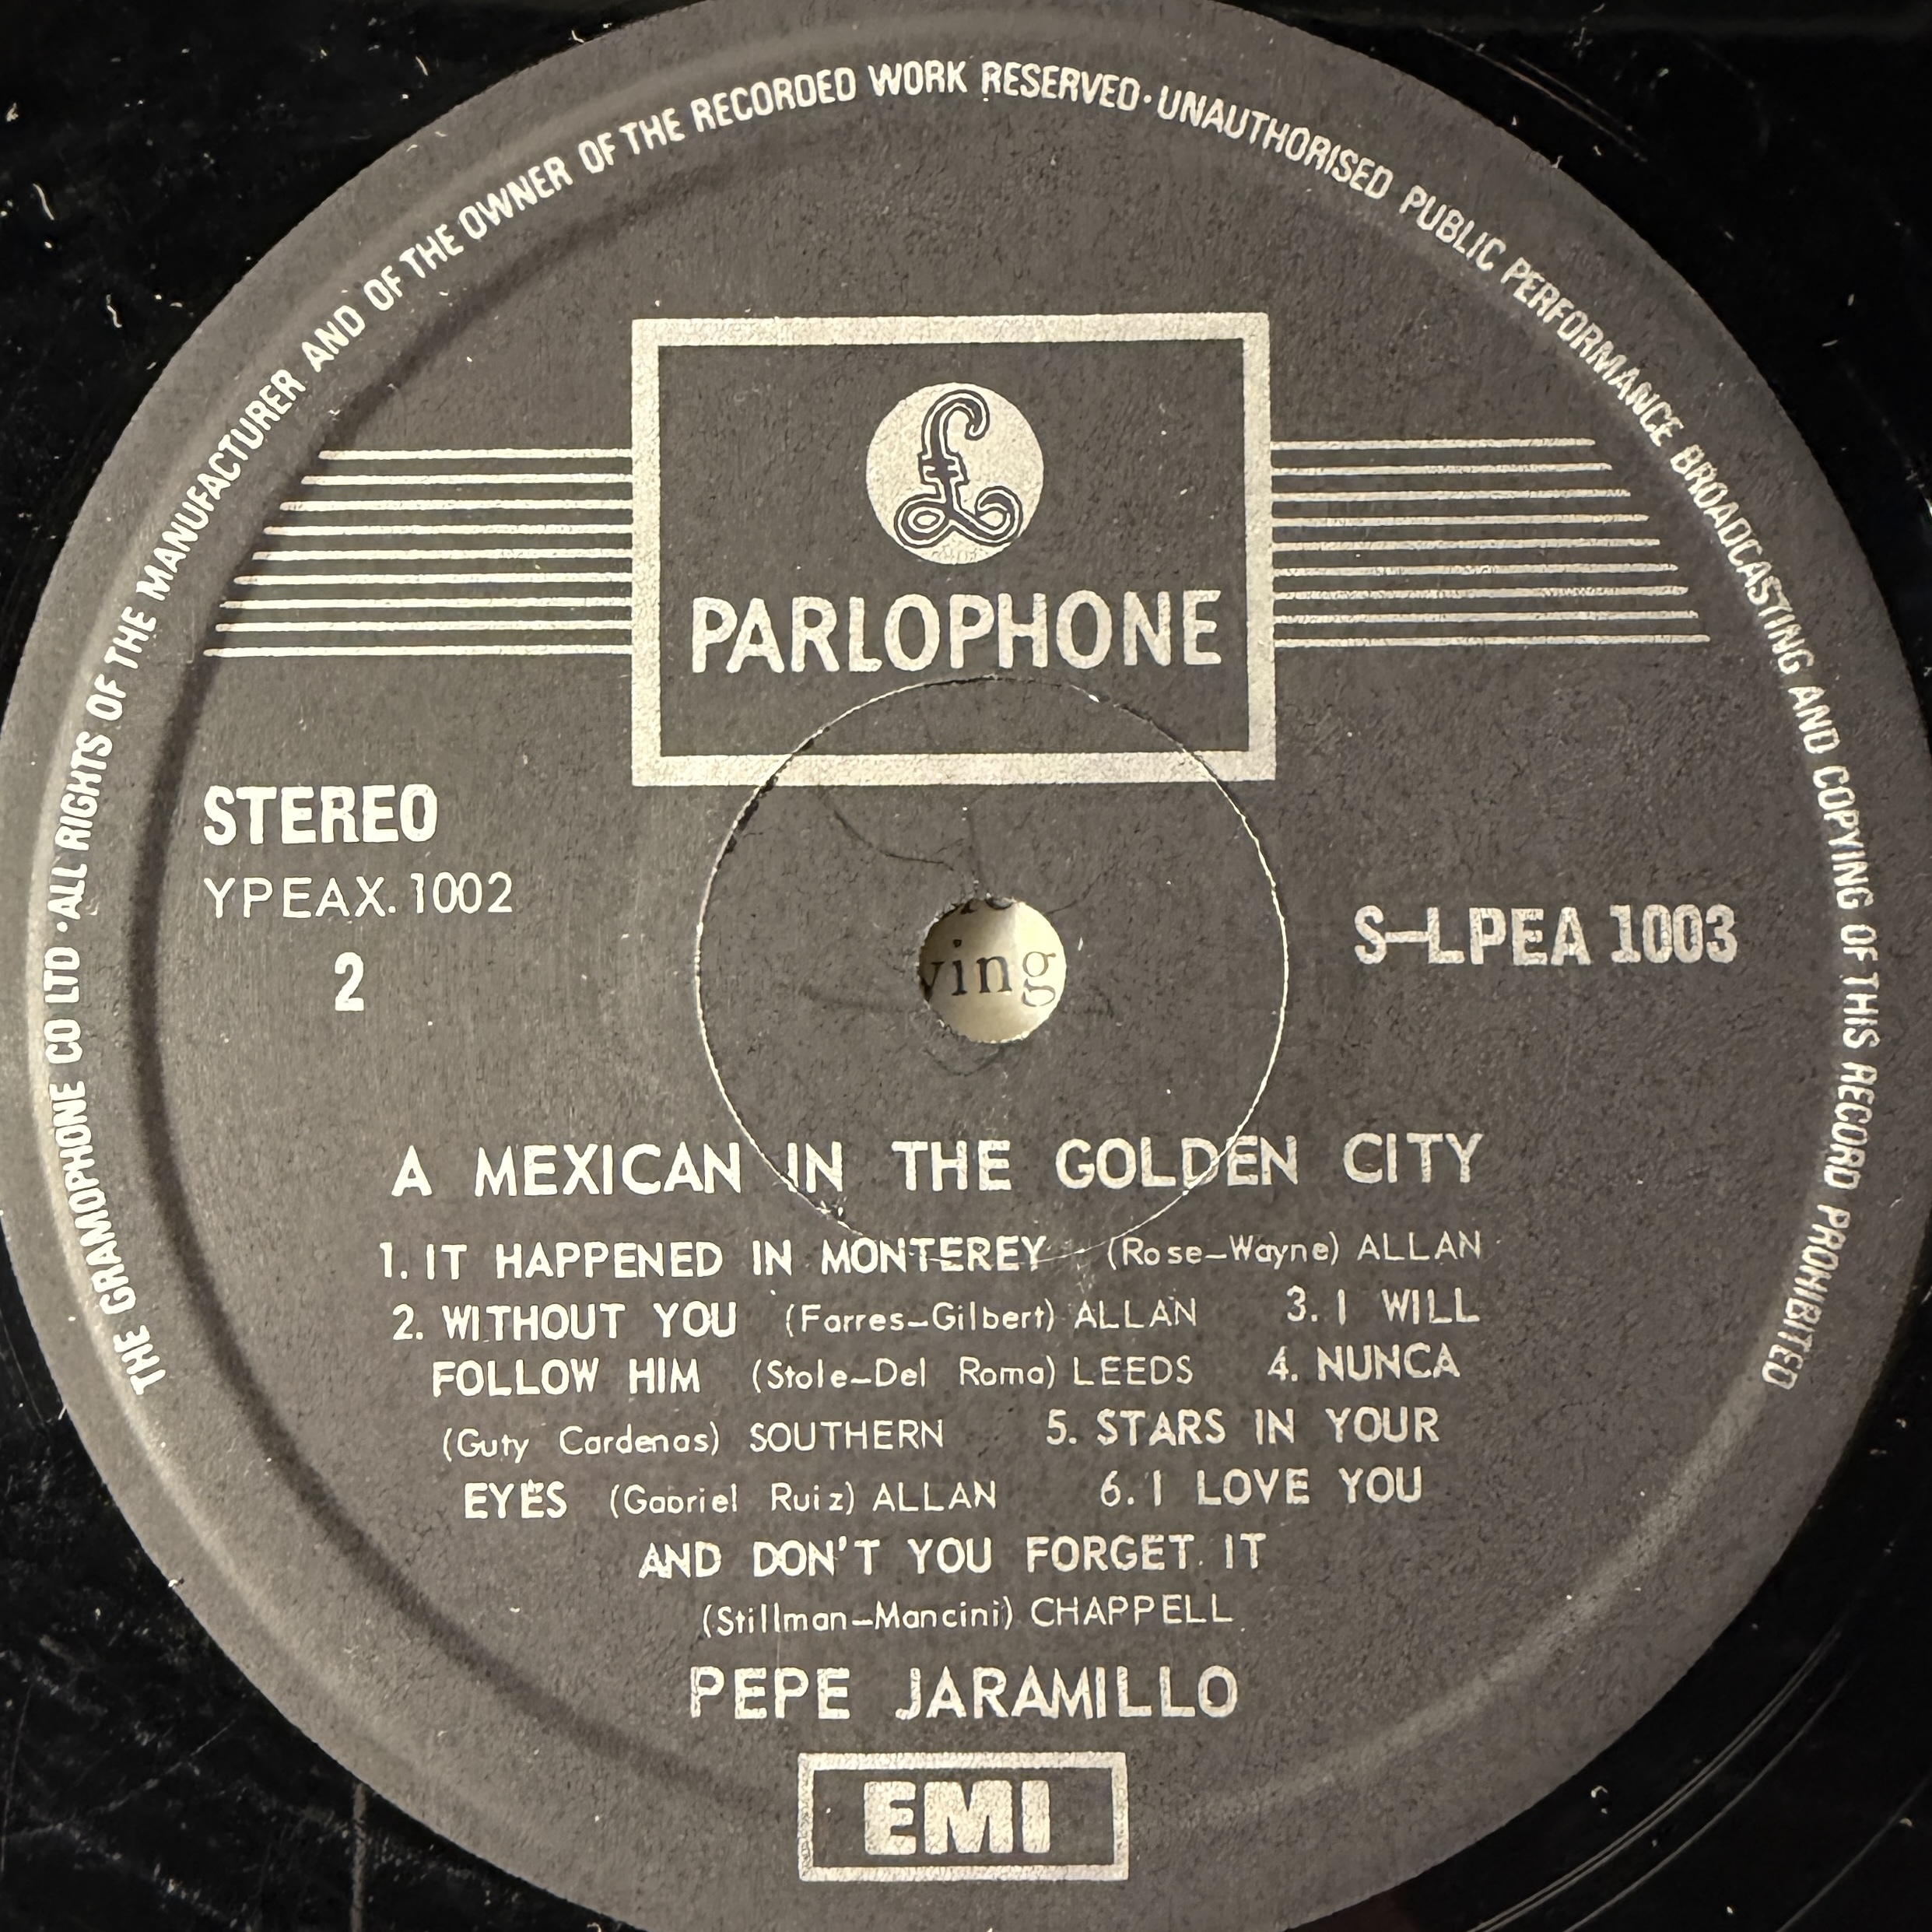 THE GRAMOPHONE CO LTD · ALL RIGHTS OF THE MANUFACTURER AND OF THE OWNER OF THE RECORDED WORK RESERVED · UNAUTHORISED PUBLIC PERFORMANCE BROADCASTING AND COPYING OF THIS RECORD PROHIBITED
£
PARLOPHONE
STEREO
YPEAX.1002
2
S-LPEA 1003
ving
A MEXICAN IN THE GOLDEN CITY
1. IT HAPPENED IN MONTEREY (Rose-Wayne) ALLAN
2. WITHOUT YOU (Farres-Gilbert) ALLAN 3. I WILL
FOLLOW HIM (Stole-Del Roma) LEEDS 4. NUNCA
(Guty Cardenas) SOUTHERN 5. STARS IN YOUR
EYES (Gabriel Ruiz) ALLAN 6. I LOVE YOU
AND DON'T YOU FORGET IT
(Stillman-Mancini) CHAPPELL
PEPE JARAMILLO
EMI